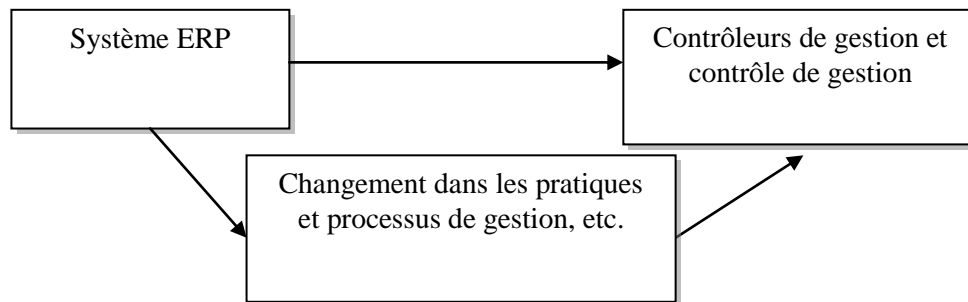 Système ERP
Contrôleurs de gestion et
contrôle de gestion
Changement dans les pratiques
et processus de gestion, etc.